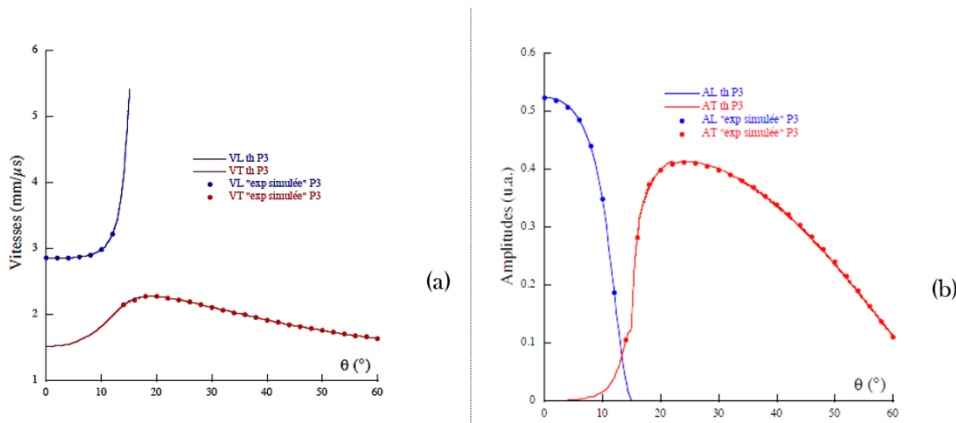 6
5
4
3
2
1
Vitesses (mm/µs)
VL th P3
VT th P3
VL "exp simulée" P3
VT "exp simulée" P3
(a)
θ (°)
0 10 20 30 40 50 60
0.6
0.5
0.4
0.3
0.2
0.1
0
Amplitudes (u.a.)
AL th P3
AT th P3
AL "exp simulée" P3
AT "exp simulée" P3
(b)
θ (°)
0 10 20 30 40 50 60